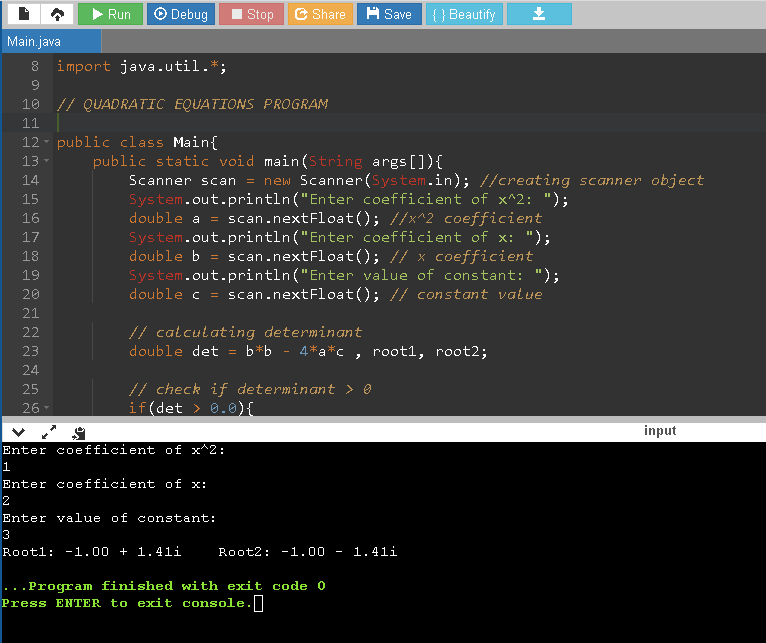 Run Debug Stop Share Save { } Beautify
Main.java
8 import java.util.*;
9
10 // QUADRATIC EQUATIONS PROGRAM
11
12 public class Main{
13 public static void main(String args[]){
14 Scanner scan = new Scanner(System.in); //creating scanner object
15 System.out.println("Enter coefficient of x^2: ");
16 double a = scan.nextFloat(); //x^2 coefficient
17 System.out.println("Enter coefficient of x: ");
18 double b = scan.nextFloat(); // x coefficient
19 System.out.println("Enter value of constant: ");
20 double c = scan.nextFloat(); // constant value
21
22 // calculating determinant
23 double det = b*b - 4*a*c , root1, root2;
24
25 // check if determinant > 0
26 if(det > 0.0){
input
Enter coefficient of x^2:
1
Enter coefficient of x:
2
Enter value of constant:
3
Root1: -1.00 + 1.41i Root2: -1.00 - 1.41i
...Program finished with exit code 0
Press ENTER to exit console.